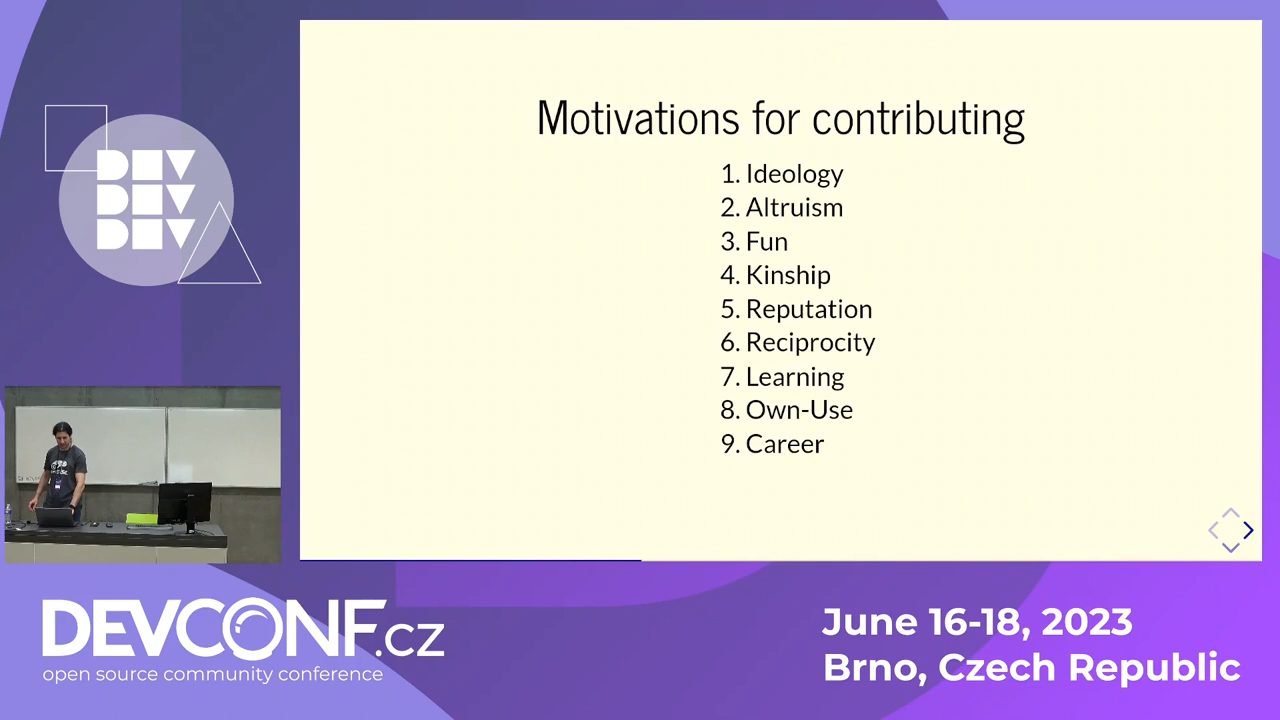 Motivations for contributing
1. Ideology
2. Altruism
3. Fun
4. Kinship
5. Reputation
6. Reciprocity
7. Learning
8. Own-Use
9. Career
DEV
DEV
DEV
DEVCONF.cz
open source community conference
June 16-18, 2023
Brno, Czech Republic